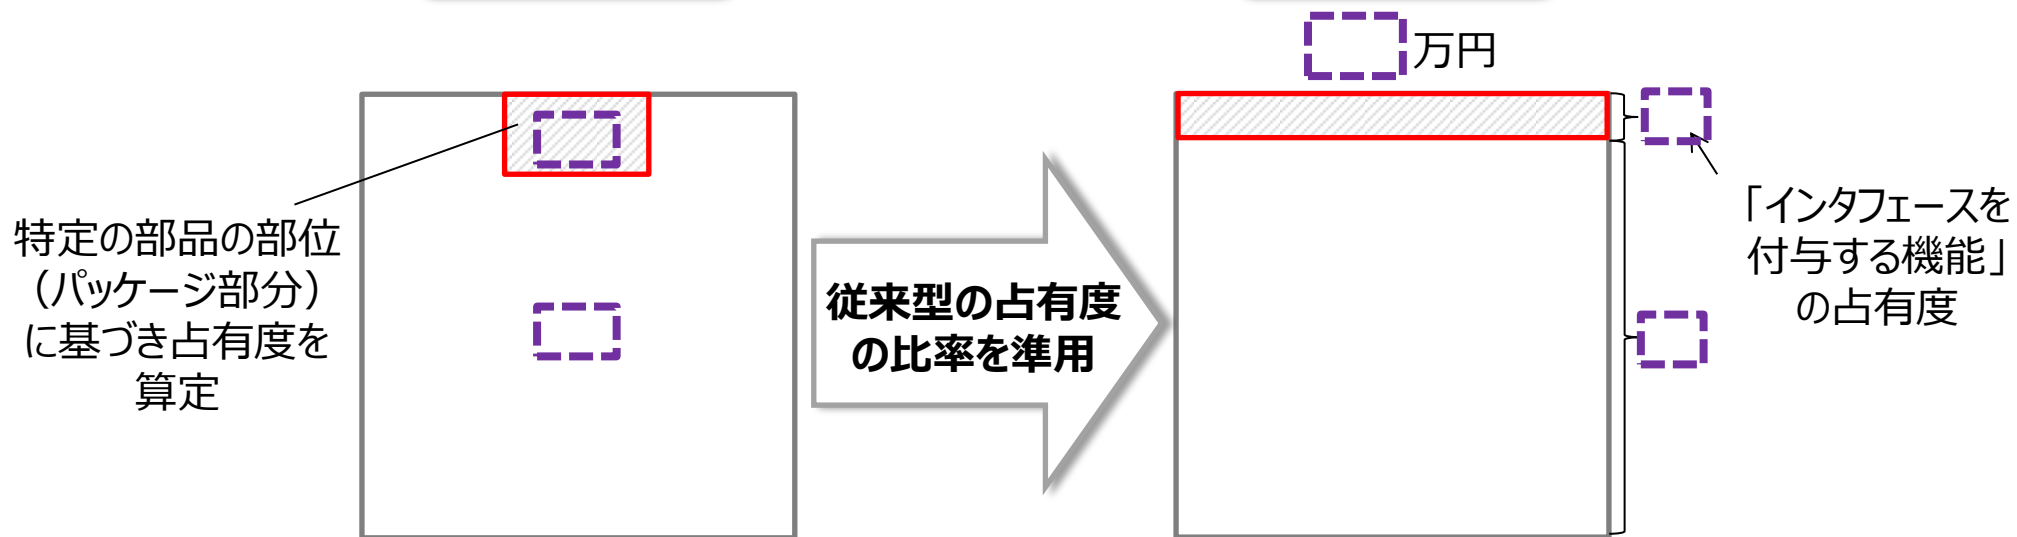 万円
特定の部品の部位
（パッケージ部分）
に基づき占有度を
算定
従来型の占有度
の比率を準用
「インタフェースを
付与する機能」
の占有度